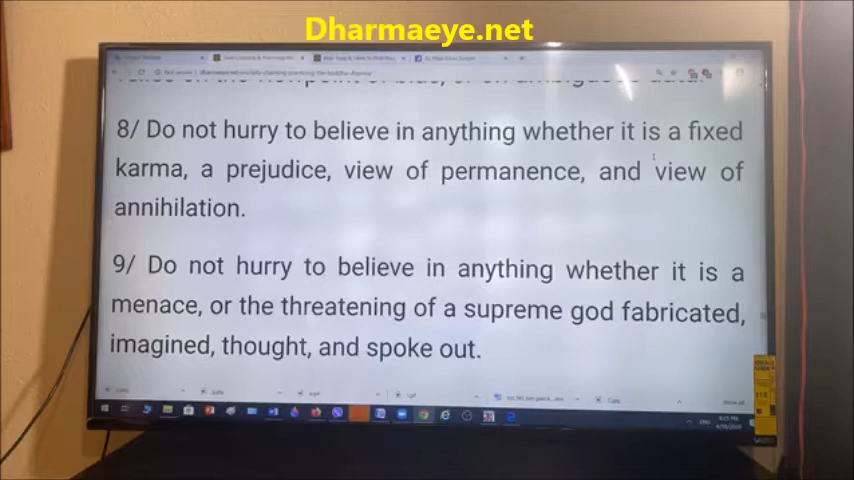 Dharmaeye.net
8/ Do not hurry to believe in anything whether it is a fixed
karma, a prejudice, view of permanence, and view of
annihilation.
9/ Do not hurry to believe in anything whether it is a
menace, or the threatening of a supreme god fabricated,
imagined, thought, and spoke out.